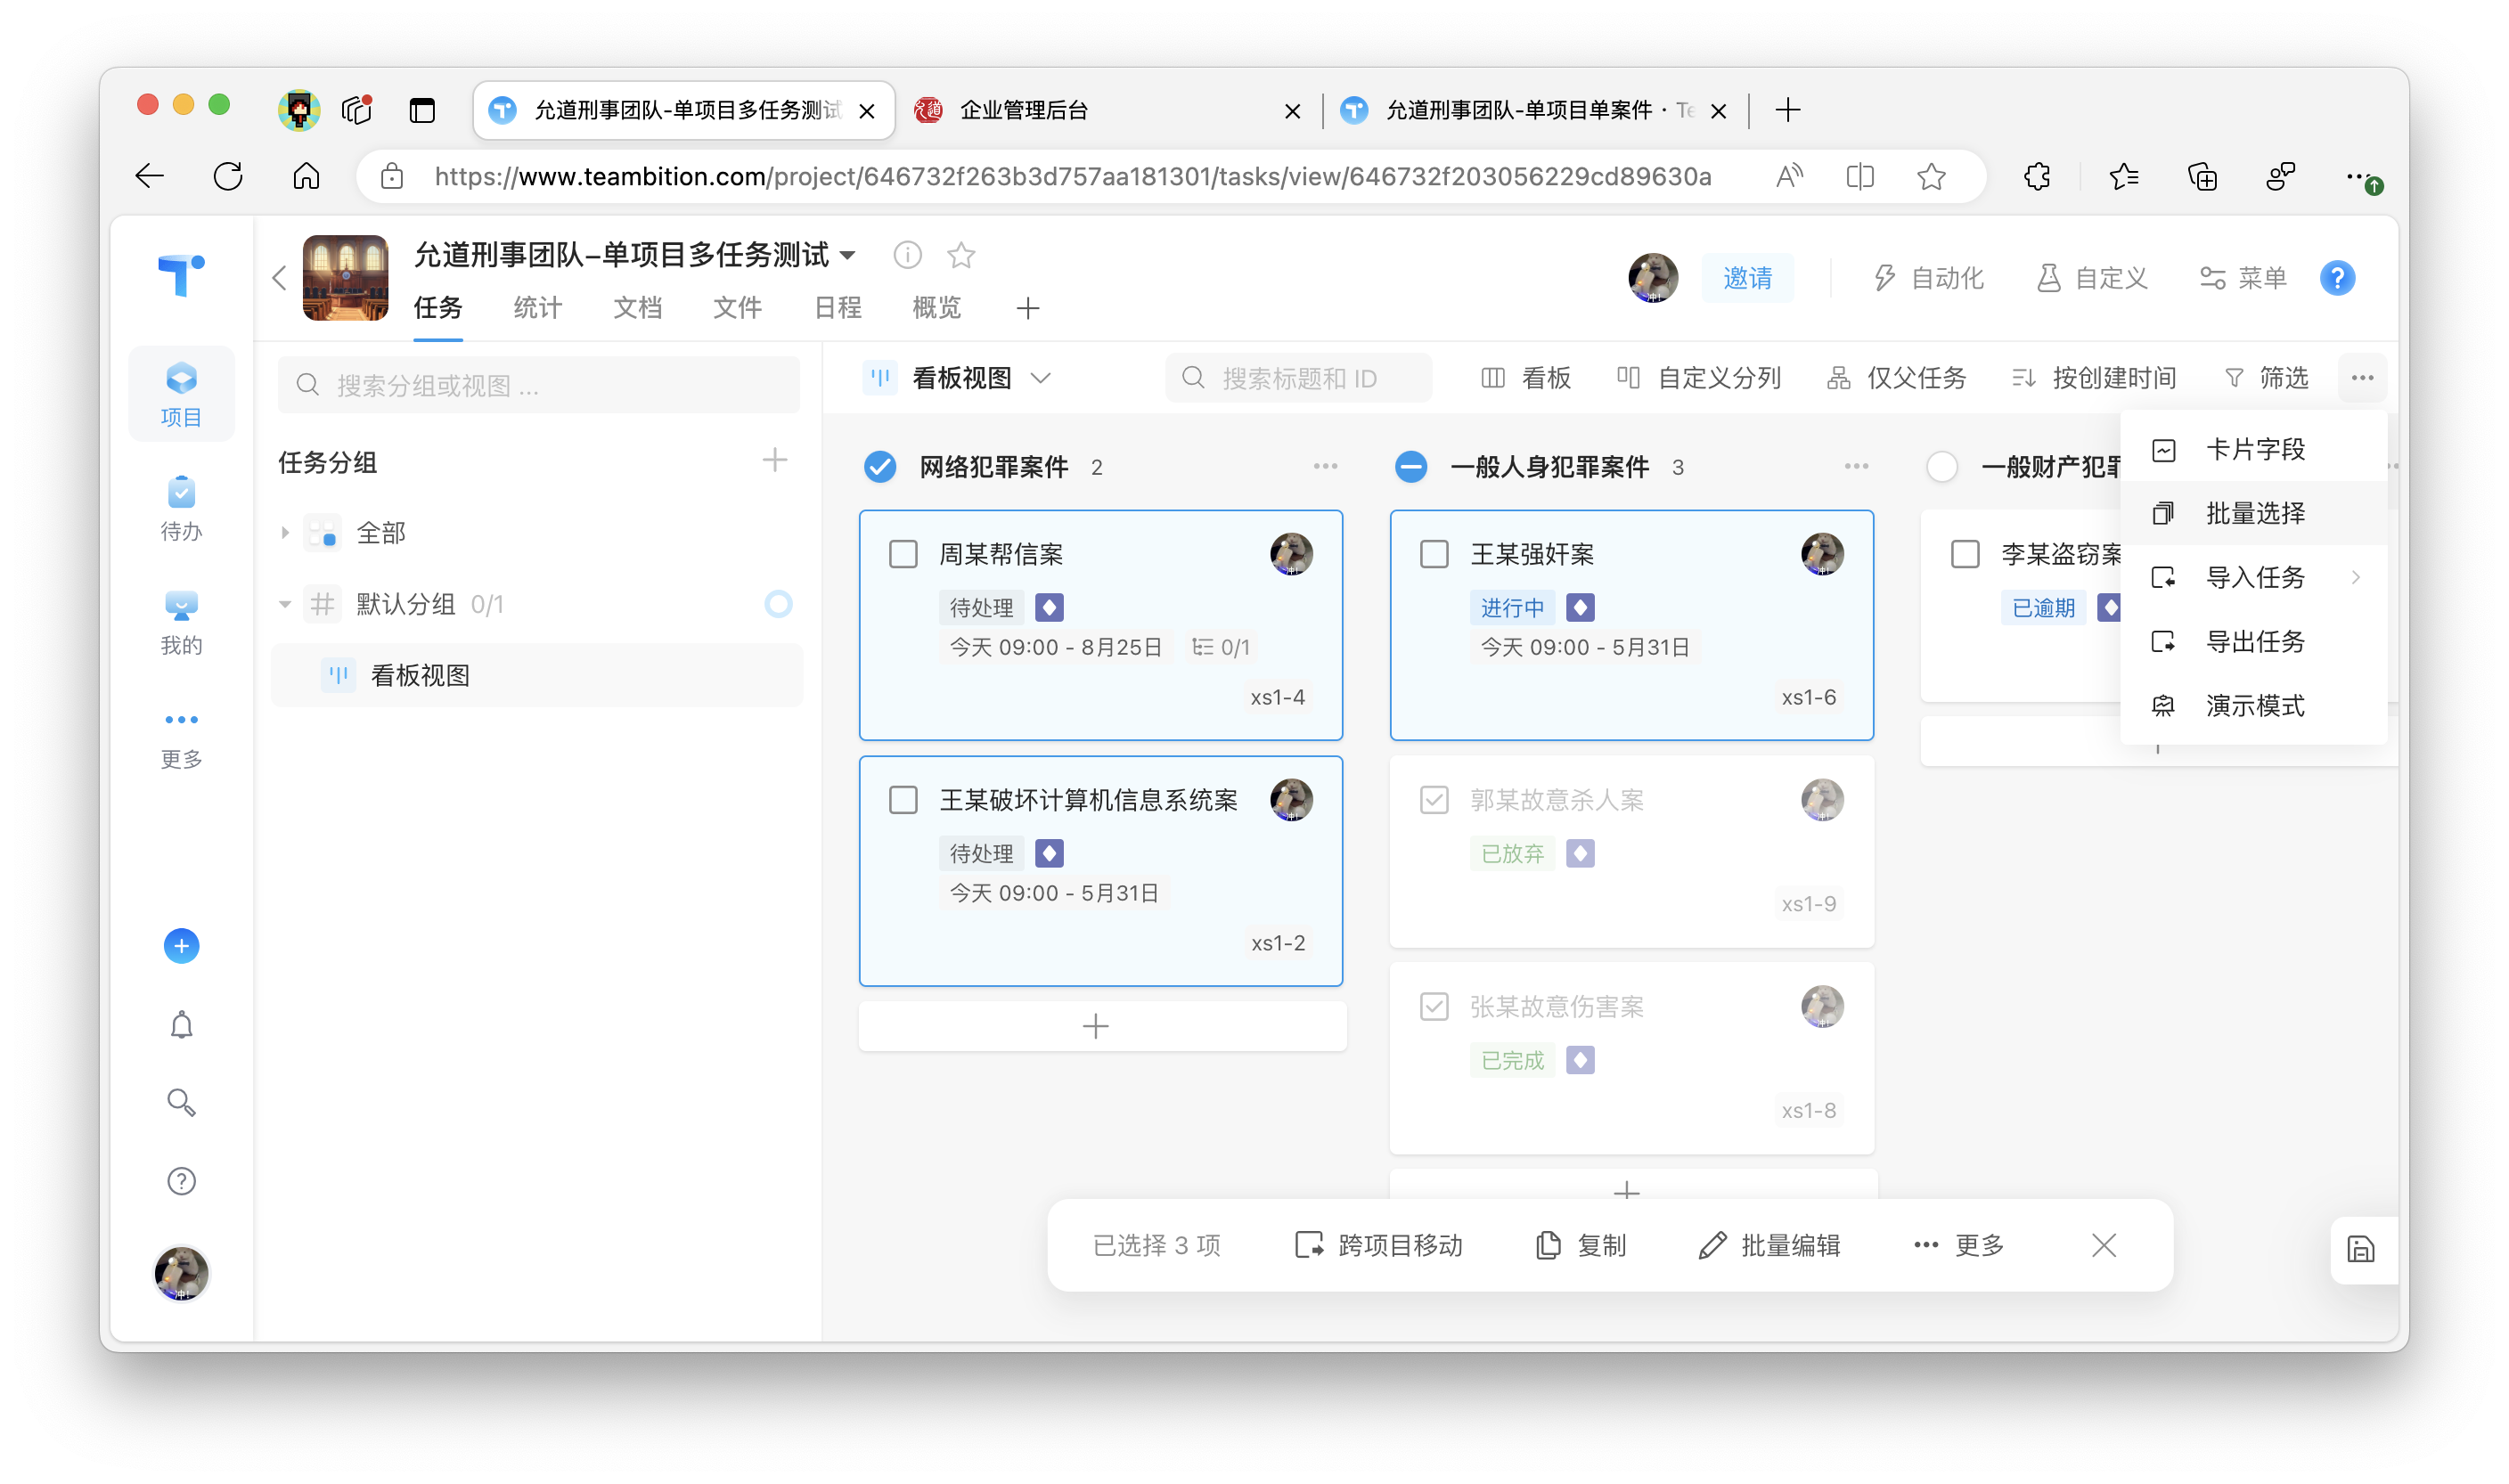 允道刑事团队-单项目多任务测试
企业管理后台
允道刑事团队-单项目单案件 · Te
https://www.teambition.com/project/646732f263b3d757aa181301/tasks/view/646732f203056229cd89630a
允道刑事团队-单项目多任务测试
任务 统计 文档 文件 日程 概览
邀请 自动化 自定义 菜单 ?
项目
待办
我的
更多
搜索分组或视图 ...
任务分组
全部
默认分组 0/1
看板视图
看板视图 搜索标题和 ID 看板 自定义分列 仅父任务 按创建时间 筛选
网络犯罪案件 2
周某帮信案
待处理
今天 09:00 - 8月25日 0/1
xs1-4
王某破坏计算机信息系统案
待处理
今天 09:00 - 5月31日
xs1-2
一般人身犯罪案件 3
王某强奸案
进行中
今天 09:00 - 5月31日
xs1-6
郭某故意杀人案
已放弃
xs1-9
张某故意伤害案
已完成
xs1-8
一般财产犯罪
李某盗窃案
已逾期
卡片字段
批量选择
导入任务
导出任务
演示模式
已选择 3 项 跨项目移动 复制 批量编辑 更多